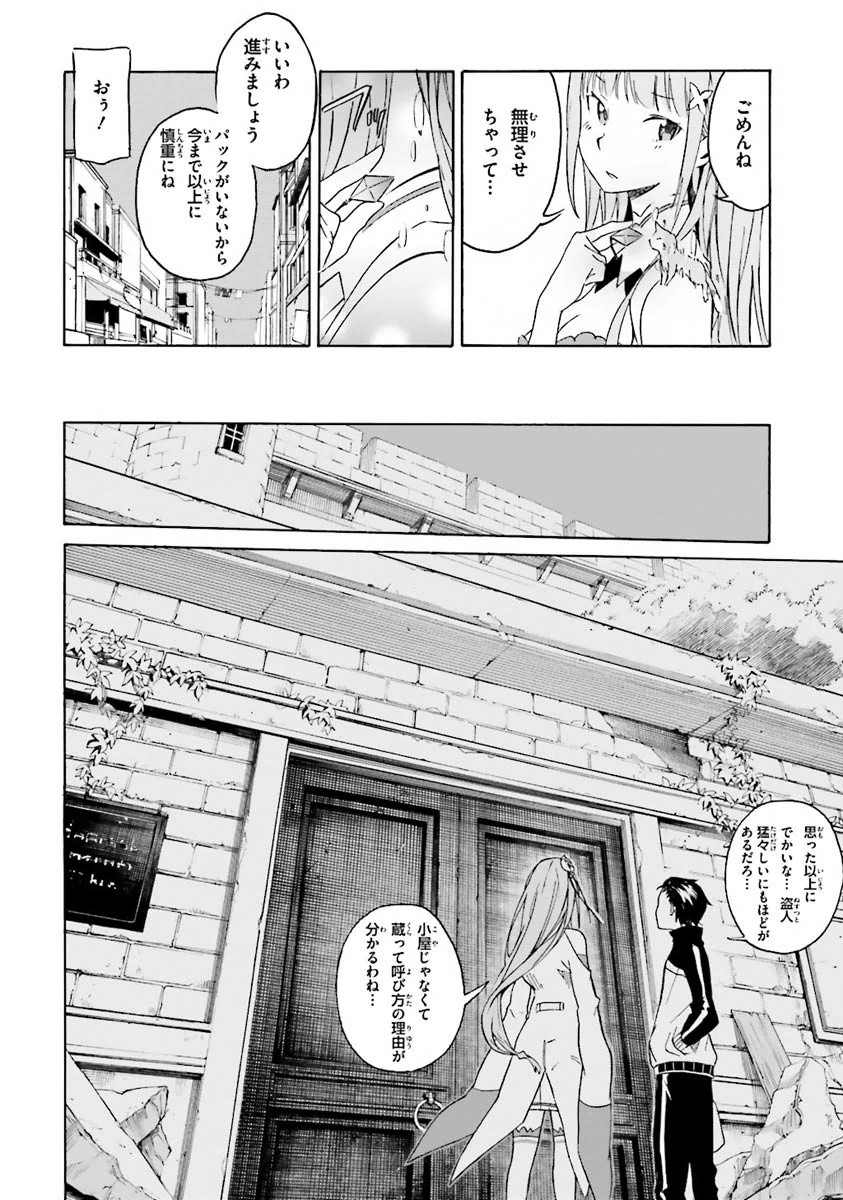 ごめんね
無理させ
ちゃって…
いいわ
進みましょう
パックがいないから
今まで以上に
慎重にね
おぅ!
思った以上に
でかいな…盗人
猛々しいにもほどが
あるだろ…
小屋じゃなくて
蔵って呼び方の理由が
分かるわね…